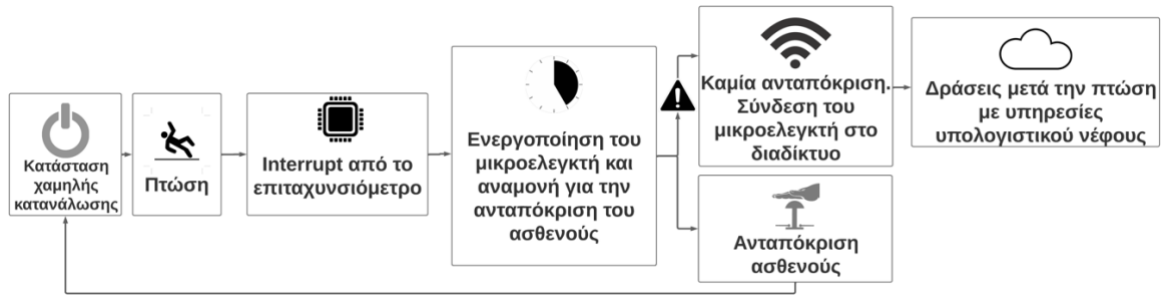 Κατάσταση
χαμηλής
κατανάλωσης
Πτώση
Interrupt από το
επιταχυνσιόμετρο
Ενεργοποίηση του
μικροελεγκτή και
αναμονή για την
ανταπόκριση του
ασθενούς
Καμία ανταπόκριση.
Σύνδεση του
μικροελεγκτή στο
διαδίκτυο
Δράσεις μετά την πτώση
με υπηρεσίες
υπολογιστικού νέφους
Ανταπόκριση
ασθενούς